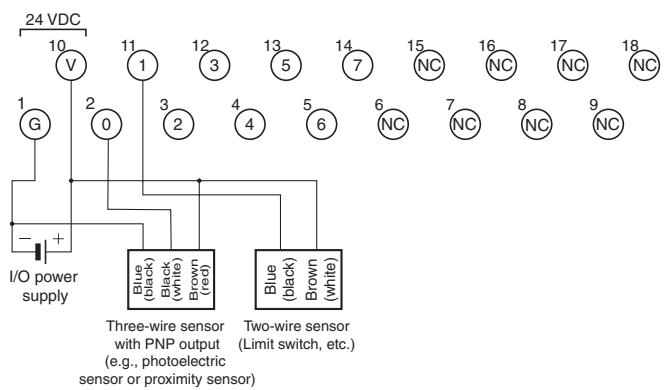 24 VDC
10 11 12 13 14 15 16 17 18
V 1 3 5 7 NC NC NC NC
1 2 3 4 5 6 7 8 9
G 0 2 4 6 NC NC NC NC
− +
I/O power
supply
Blue
(black)
Black
(white)
Brown
(red)
Blue
(black)
Brown
(white)
Three-wire sensor
with PNP output
(e.g., photoelectric
sensor or proximity sensor)
Two-wire sensor
(Limit switch, etc.)